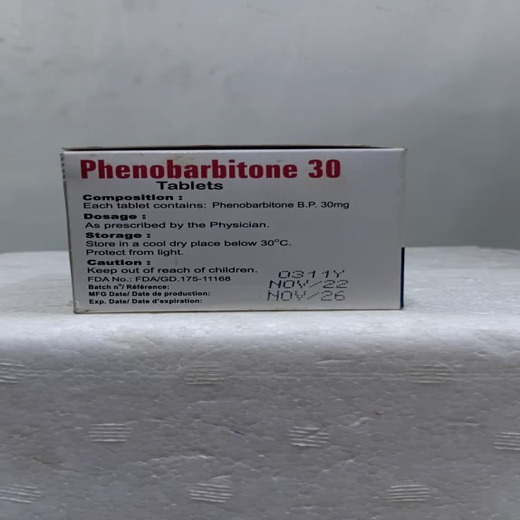 Phenobarbitone 30
Tablets
Composition :
Each tablet contains: Phenobarbitone B.P. 30mg
Dosage :
As prescribed by the Physician.
Storage :
Store in a cool dry place below 30°C.
Protect from light.
Caution :
Keep out of reach of children.
FDA No.: FDA/GD.175-11168
Batch nº/ Référence: 0311Y
MFG Date/ Date de production: NOV/22
Exp. Date/ Date d'expiration: NOV/26